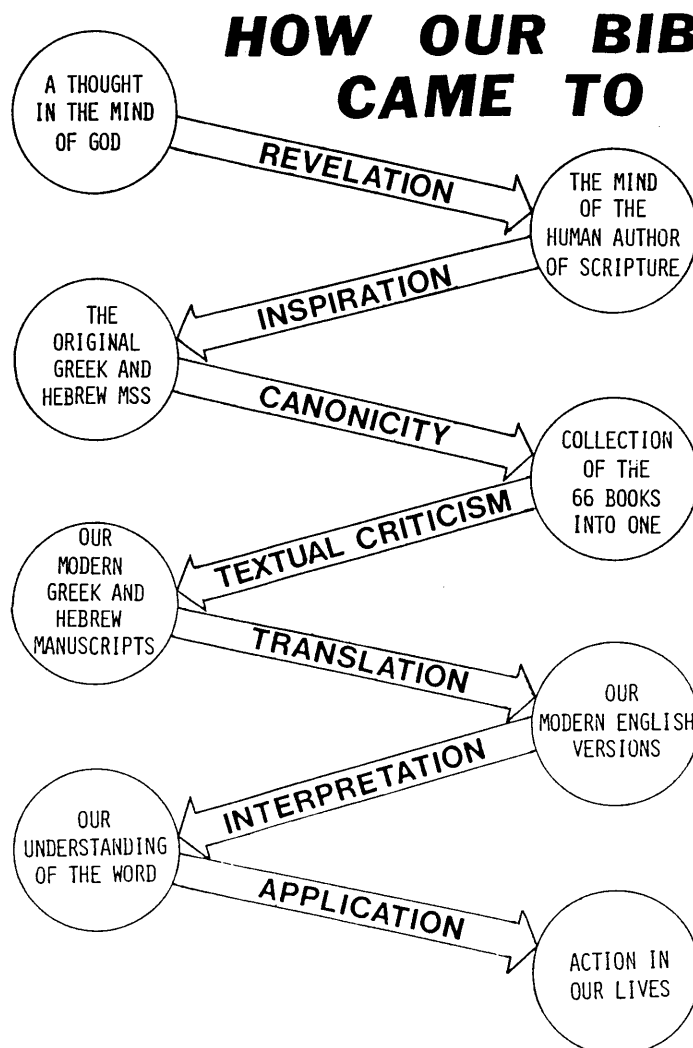 HOW OUR BIB
CAME TO
A THOUGHT
IN THE MIND
OF GOD
REVELATION
THE MIND
OF THE
HUMAN AUTHOR
OF SCRIPTURE
INSPIRATION
THE
ORIGINAL
GREEK AND
HEBREW MSS
CANONICITY
COLLECTION
OF THE
66 BOOKS
INTO ONE
TEXTUAL CRITICISM
OUR
MODERN
GREEK AND
HEBREW
MANUSCRIPTS
TRANSLATION
OUR
MODERN ENGLISH
VERSIONS
INTERPRETATION
OUR
UNDERSTANDING
OF THE WORD
APPLICATION
ACTION IN
OUR LIVES